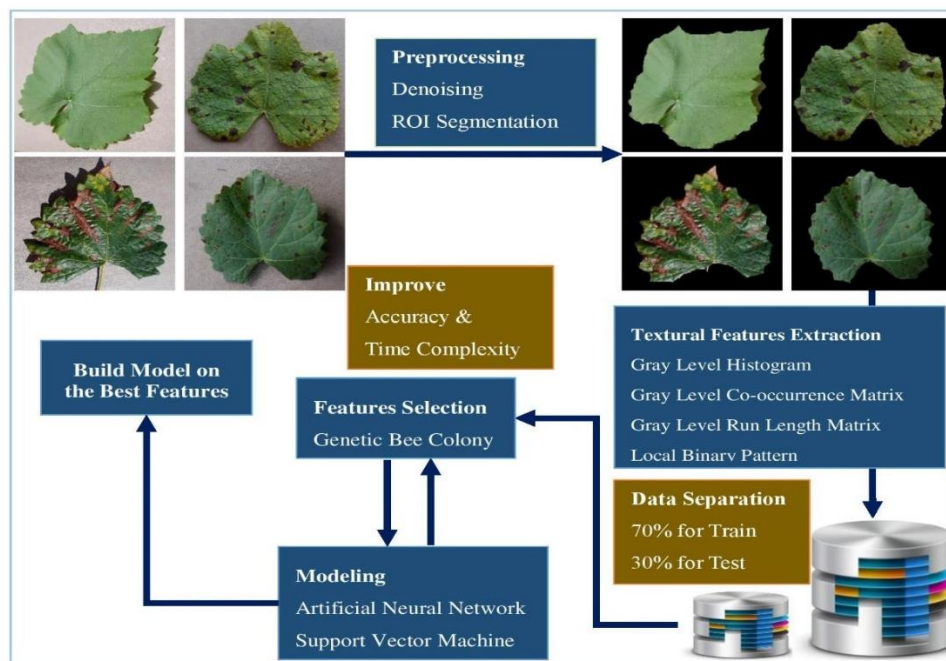 Preprocessing
Denoising
ROI Segmentation
Improve
Accuracy &
Time Complexity
Textural Features Extraction
Gray Level Histogram
Gray Level Co-occurrence Matrix
Gray Level Run Length Matrix
Local Binary Pattern
Build Model on
the Best Features
Features Selection
Genetic Bee Colony
Data Separation
70% for Train
30% for Test
Modeling
Artificial Neural Network
Support Vector Machine